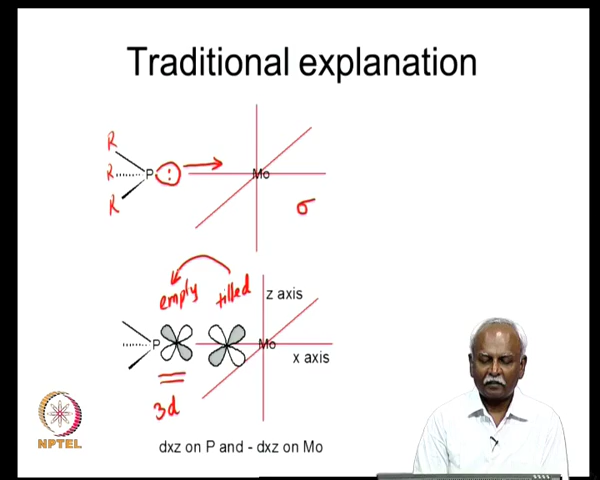 Traditional explanation
R
R P : Mo
R
σ
empty filled
z axis
P Mo
x axis
3d
NPTEL
dxz on P and - dxz on Mo